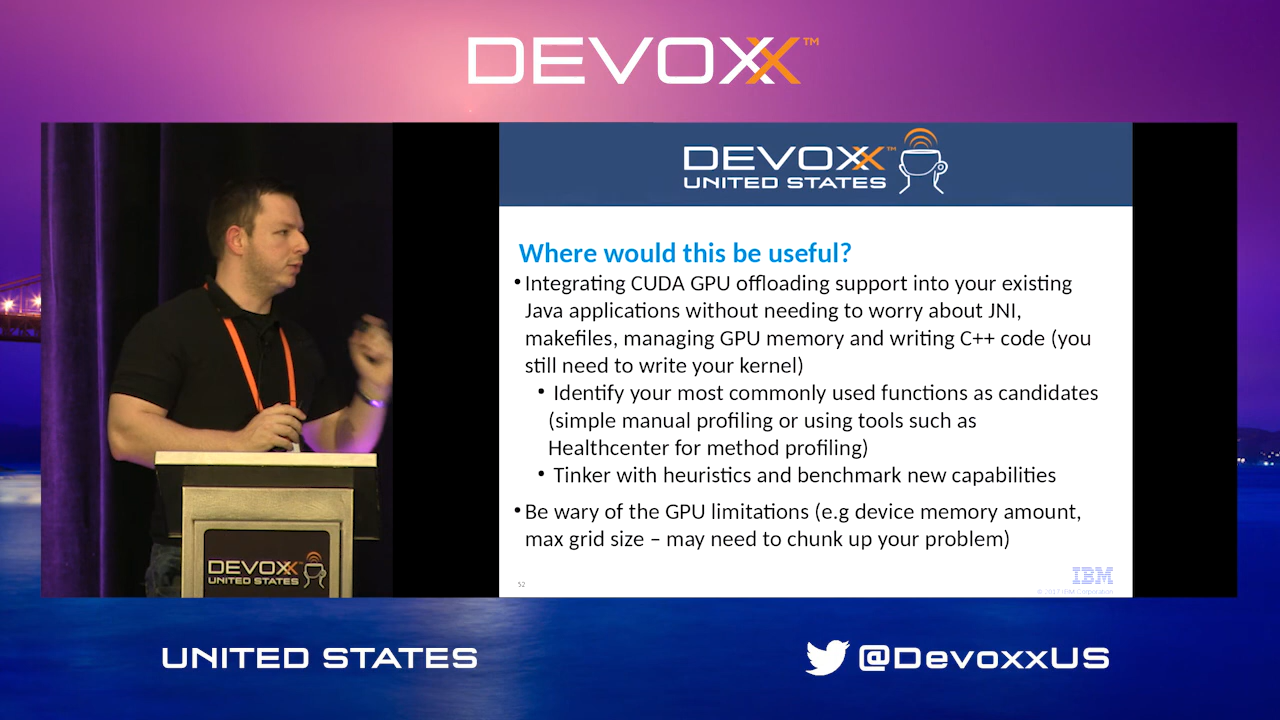 DEVOXX™
DEVOXX™
UNITED STATES
Where would this be useful?
• Integrating CUDA GPU offloading support into your existing
Java applications without needing to worry about JNI,
makefiles, managing GPU memory and writing C++ code (you
still need to write your kernel)
• Identify your most commonly used functions as candidates
(simple manual profiling or using tools such as
Healthcenter for method profiling)
• Tinker with heuristics and benchmark new capabilities
• Be wary of the GPU limitations (e.g device memory amount,
max grid size – may need to chunk up your problem)
52
IBM
© 2017 IBM Corporation
DEVOXX™
UNITED STATES
UNITED STATES
@DevoxxUS